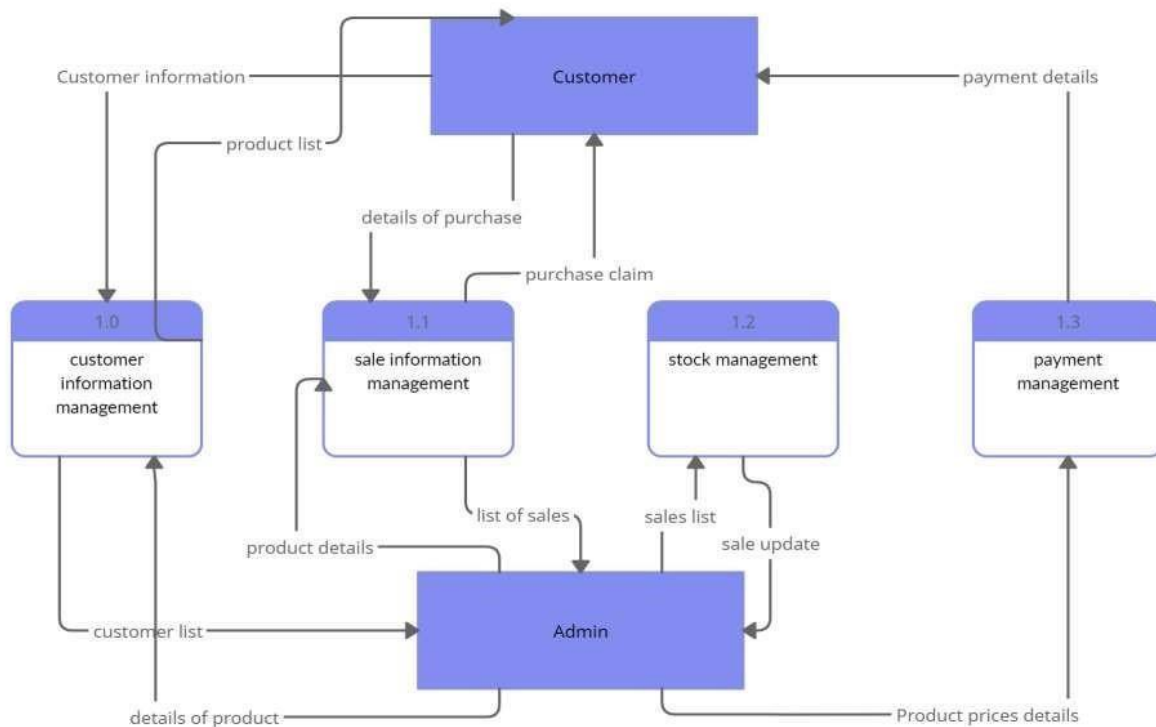 Customer
Customer information
payment details
product list
details of purchase
purchase claim
1.0
customer
information
management
1.1
sale information
management
1.2
stock management
1.3
payment
management
list of sales
sales list
product details
sale update
customer list
Admin
details of product
Product prices details